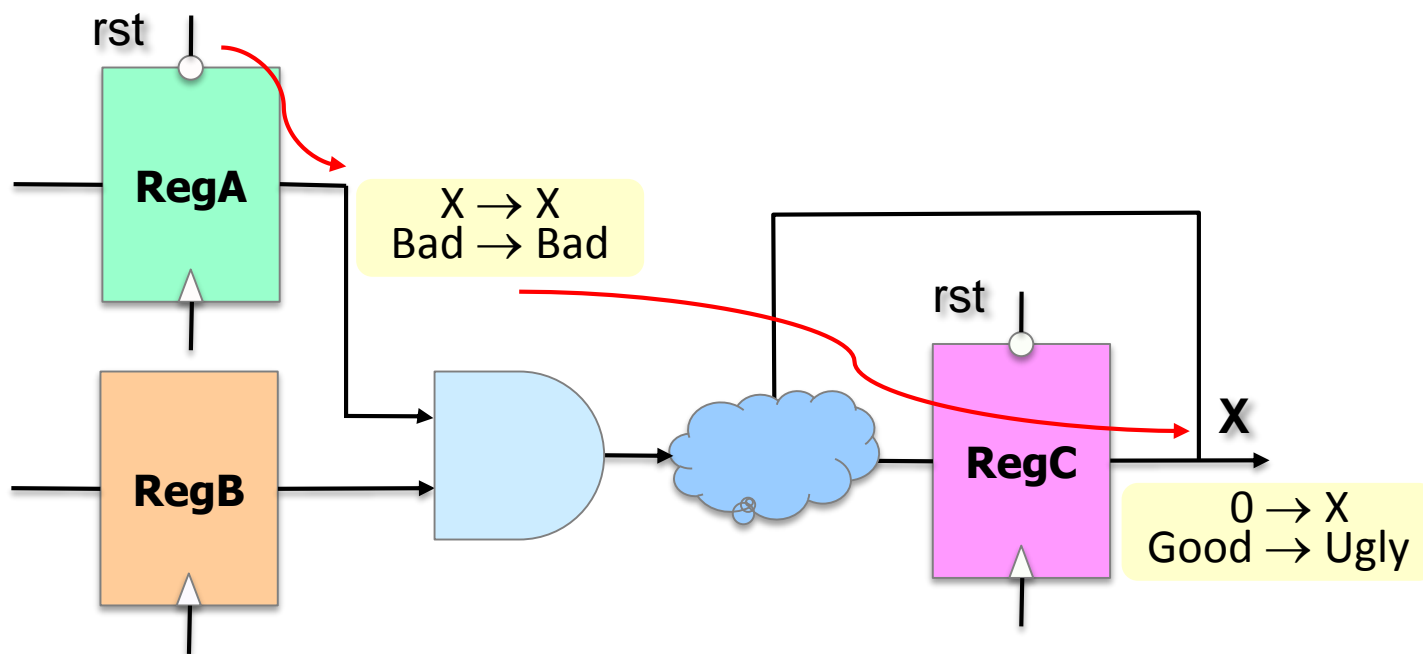 rst
RegA
X → X
Bad → Bad
rst
X
RegB
RegC
0 → X
Good → Ugly